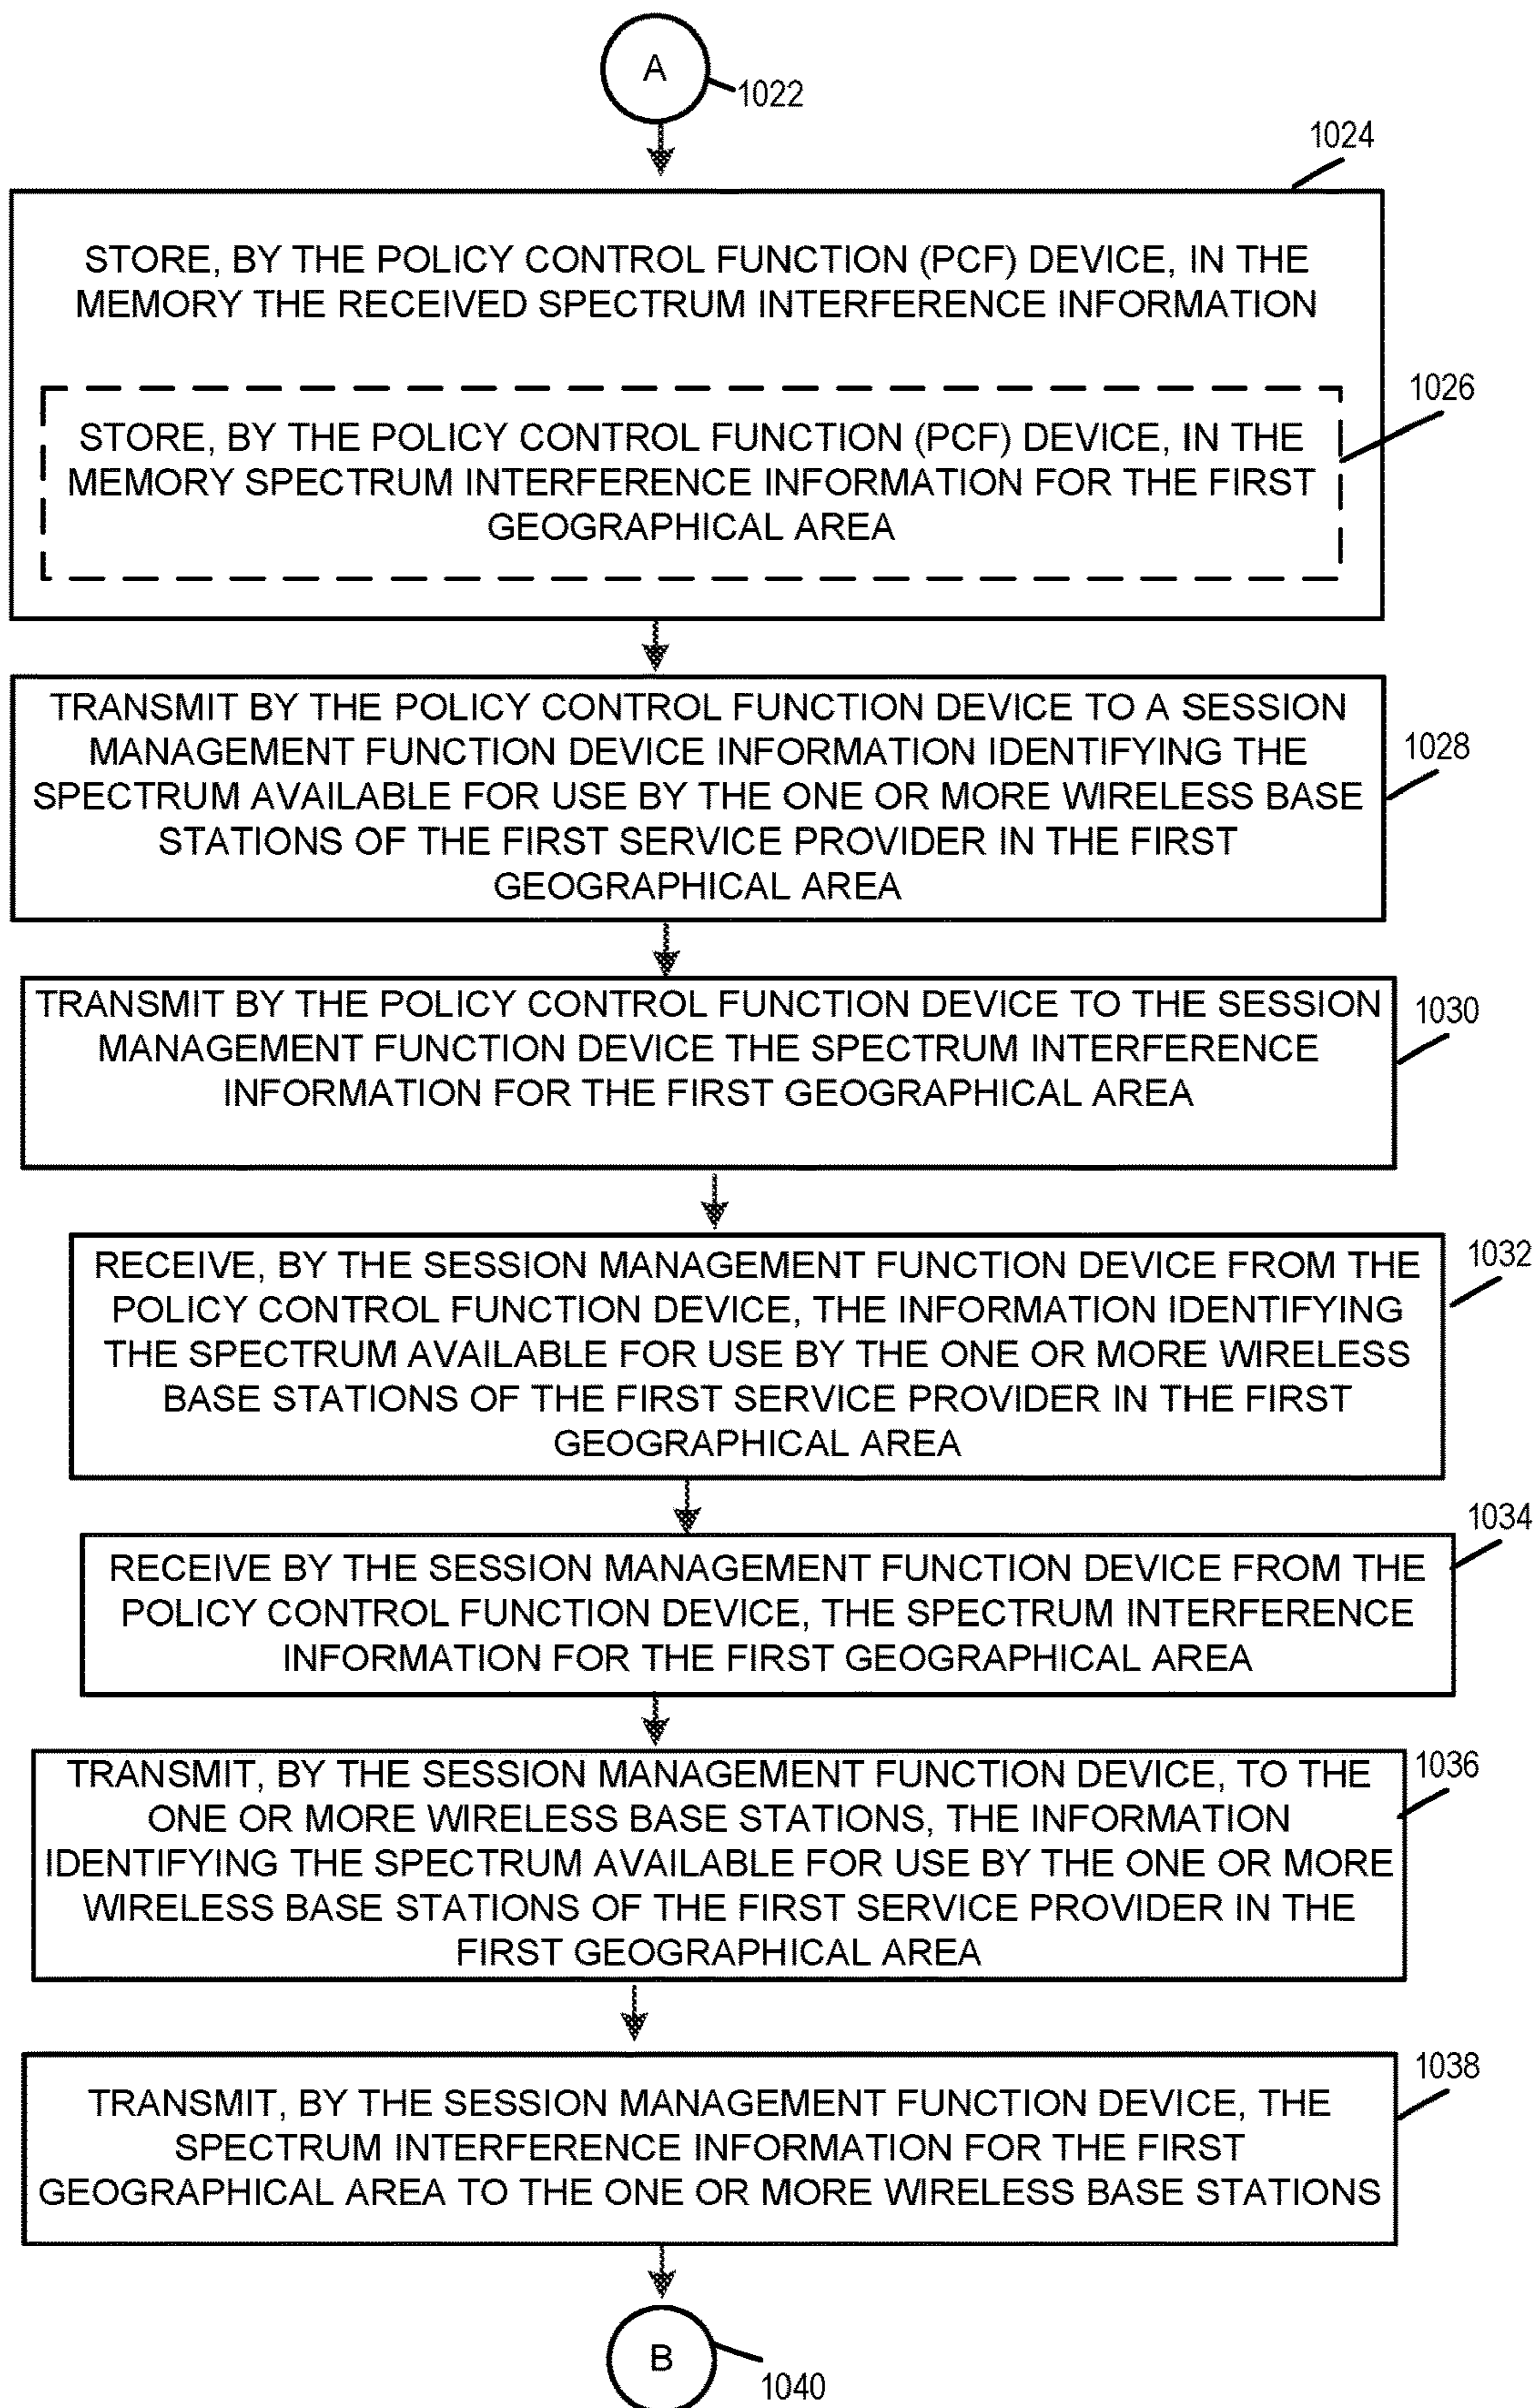 A
1022
1024
STORE, BY THE POLICY CONTROL FUNCTION (PCF) DEVICE, IN THE
MEMORY THE RECEIVED SPECTRUM INTERFERENCE INFORMATION
1026
STORE, BY THE POLICY CONTROL FUNCTION (PCF) DEVICE, IN THE
MEMORY SPECTRUM INTERFERENCE INFORMATION FOR THE FIRST
GEOGRAPHICAL AREA
TRANSMIT BY THE POLICY CONTROL FUNCTION DEVICE TO A SESSION
MANAGEMENT FUNCTION DEVICE INFORMATION IDENTIFYING THE
SPECTRUM AVAILABLE FOR USE BY THE ONE OR MORE WIRELESS BASE
STATIONS OF THE FIRST SERVICE PROVIDER IN THE FIRST
GEOGRAPHICAL AREA
1028
TRANSMIT BY THE POLICY CONTROL FUNCTION DEVICE TO THE SESSION
MANAGEMENT FUNCTION DEVICE THE SPECTRUM INTERFERENCE
INFORMATION FOR THE FIRST GEOGRAPHICAL AREA
1030
RECEIVE, BY THE SESSION MANAGEMENT FUNCTION DEVICE FROM THE
POLICY CONTROL FUNCTION DEVICE, THE INFORMATION IDENTIFYING
THE SPECTRUM AVAILABLE FOR USE BY THE ONE OR MORE WIRELESS
BASE STATIONS OF THE FIRST SERVICE PROVIDER IN THE FIRST
GEOGRAPHICAL AREA
1032
RECEIVE BY THE SESSION MANAGEMENT FUNCTION DEVICE FROM THE
POLICY CONTROL FUNCTION DEVICE, THE SPECTRUM INTERFERENCE
INFORMATION FOR THE FIRST GEOGRAPHICAL AREA
1034
TRANSMIT, BY THE SESSION MANAGEMENT FUNCTION DEVICE, TO THE
ONE OR MORE WIRELESS BASE STATIONS, THE INFORMATION
IDENTIFYING THE SPECTRUM AVAILABLE FOR USE BY THE ONE OR MORE
WIRELESS BASE STATIONS OF THE FIRST SERVICE PROVIDER IN THE
FIRST GEOGRAPHICAL AREA
1036
TRANSMIT, BY THE SESSION MANAGEMENT FUNCTION DEVICE, THE
SPECTRUM INTERFERENCE INFORMATION FOR THE FIRST
GEOGRAPHICAL AREA TO THE ONE OR MORE WIRELESS BASE STATIONS
1038
B
1040